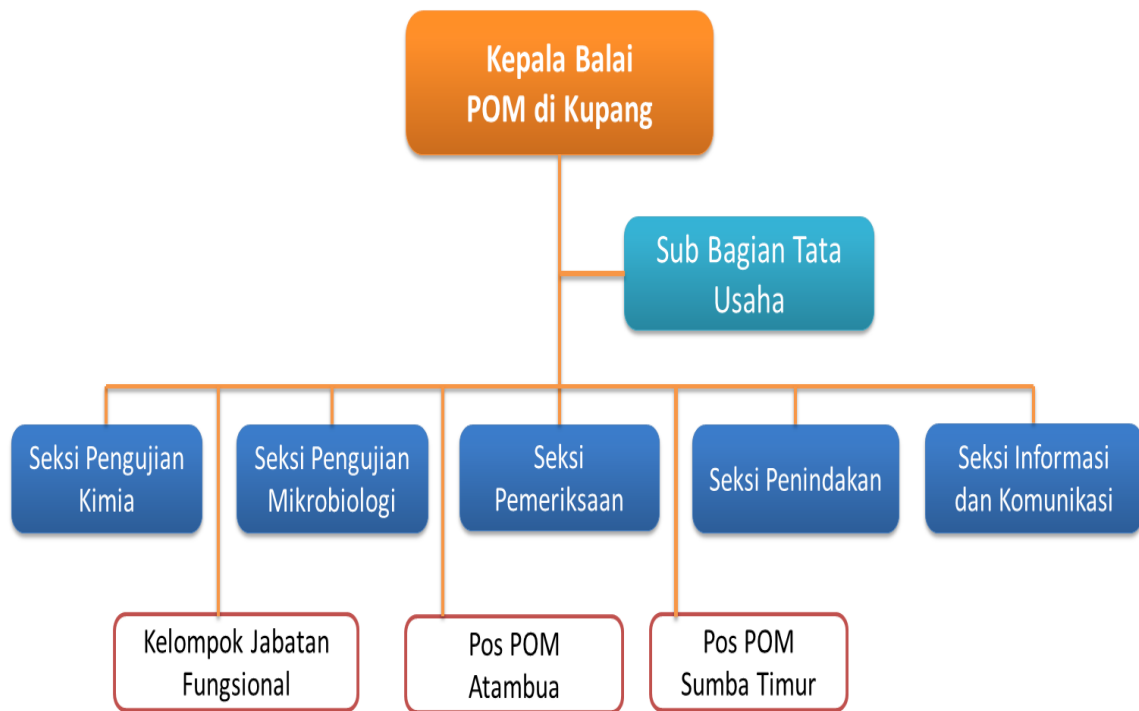 Kepala Balai
POM di Kupang
Sub Bagian Tata
Usaha
Seksi Pengujian
Kimia
Seksi Pengujian
Mikrobiologi
Seksi
Pemeriksaan
Seksi Penindakan
Seksi Informasi
dan Komunikasi
Kelompok Jabatan
Fungsional
Pos POM
Atambua
Pos POM
Sumba Timur